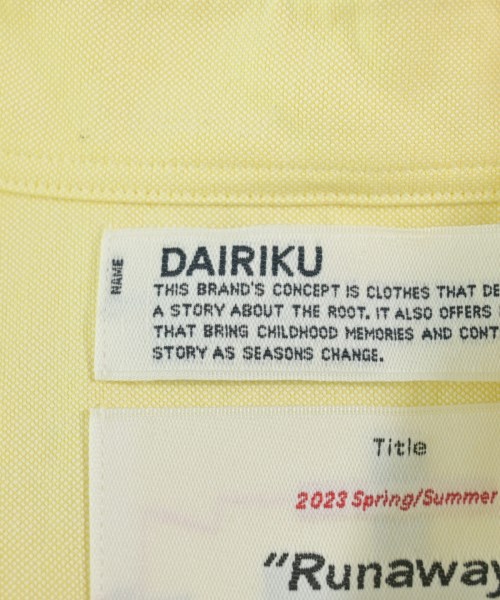 NAME
DAIRIKU
THIS BRAND'S CONCEPT IS CLOTHES THAT DE
A STORY ABOUT THE ROOT. IT ALSO OFFERS
THAT BRING CHILDHOOD MEMORIES AND CONT
STORY AS SEASONS CHANGE.
Title
2023 Spring/Summer
"Runaway